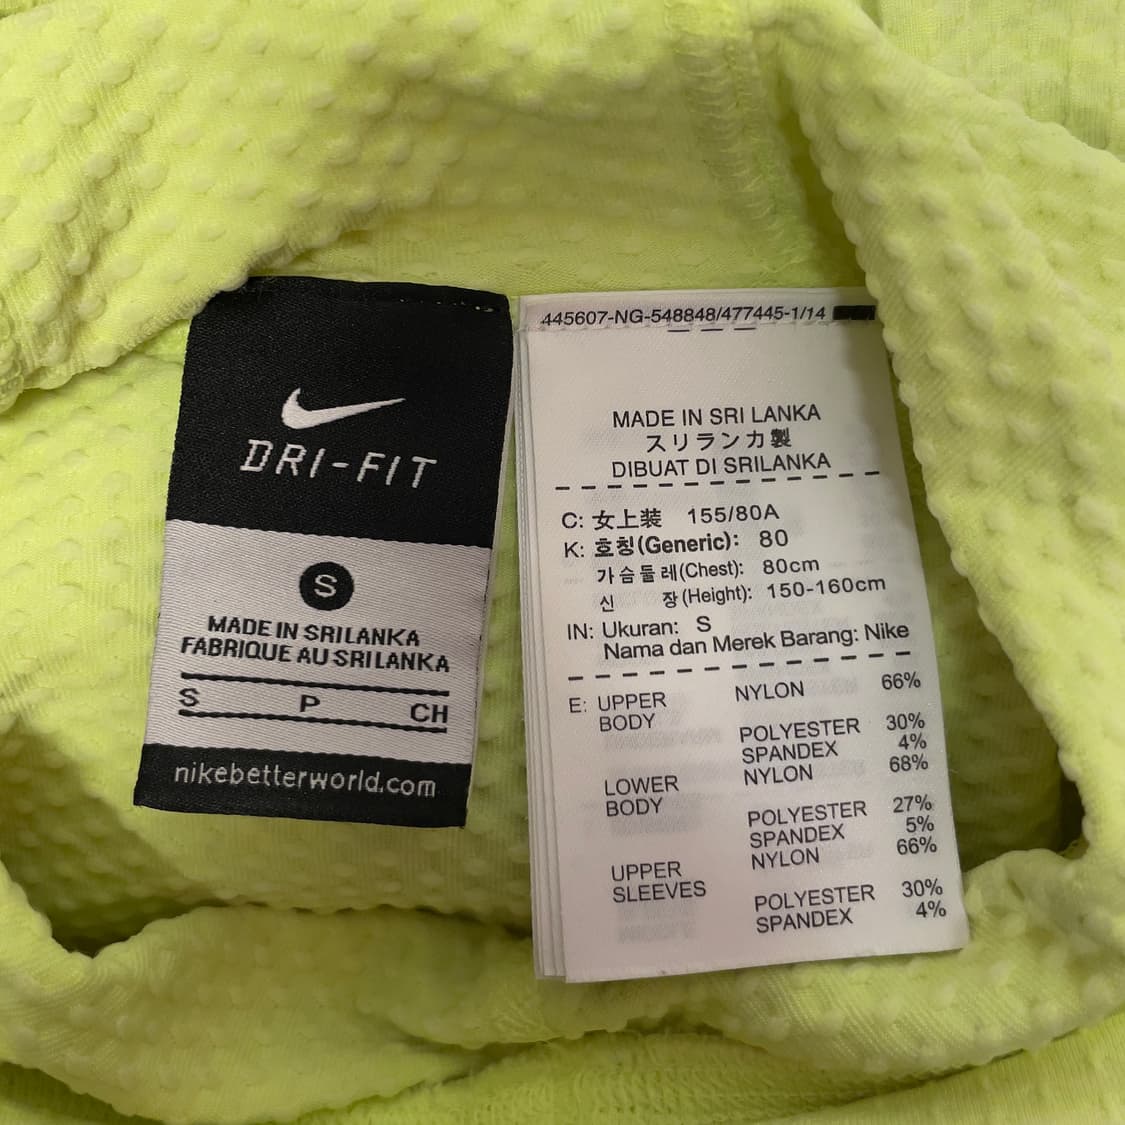 DRI-FIT
S
MADE IN SRI LANKA
FABRIQUE AU SRI LANKA
S P CH
nikebetterworld.com
445607-NG-548848/477445-1/14
MADE IN SRI LANKA
スリランカ製
DIBUAT DI SRILANKA
C: 女上装 155/80A
K: 호칭(Generic): 80
가슴둘레(Chest): 80cm
신 장(Height): 150-160cm
IN: Ukuran: S
Nama dan Merek Barang: Nike
E: UPPER BODY NYLON 66%
POLYESTER 30%
SPANDEX 4%
LOWER BODY NYLON 68%
POLYESTER 27%
SPANDEX 5%
UPPER SLEEVES NYLON 66%
POLYESTER 30%
SPANDEX 4%